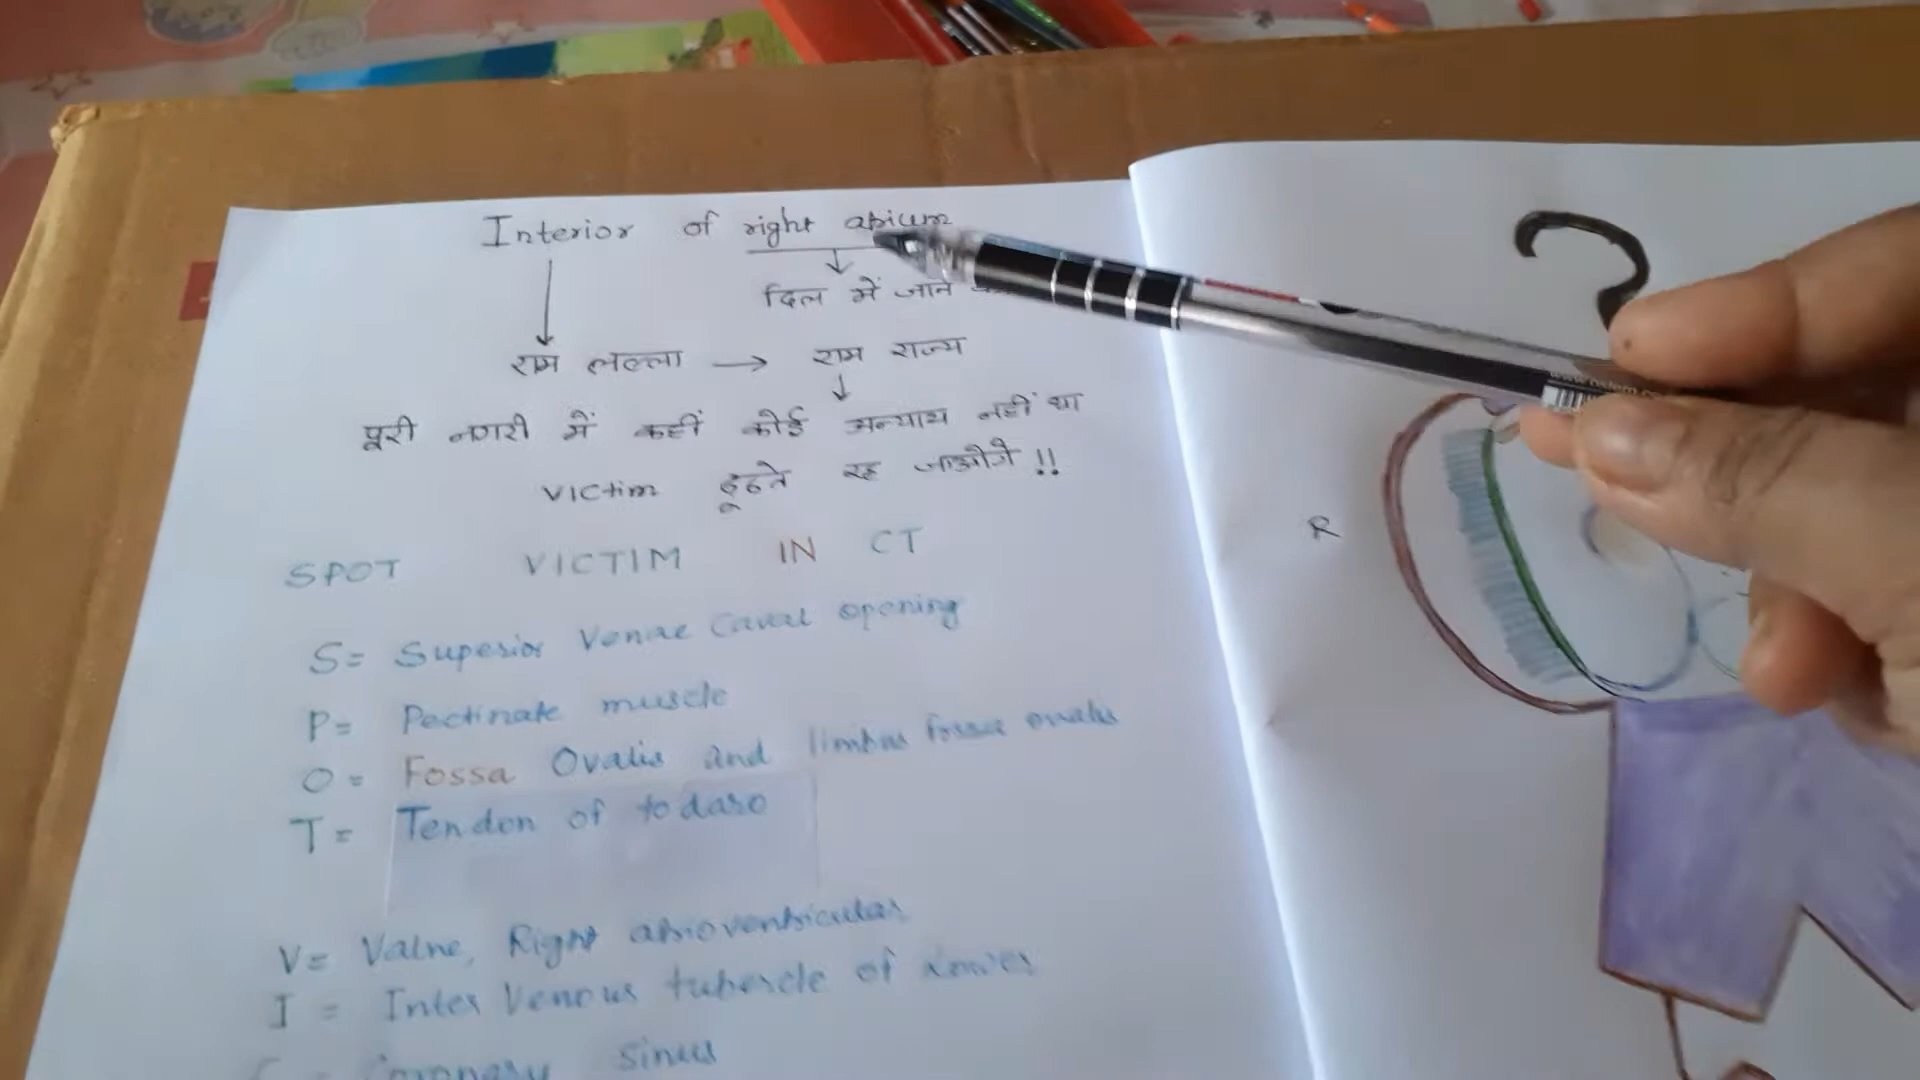 Interior of right atrium
दिल में जाने
राम लल्ला → राम राज्य
पूरी नगरी में कहीं कोई अन्याय नहीं था
victim ढूढते रह जाओगे !!
SPOT VICTIM IN CT
S= Superior Venae Caval opening
P= Pectinate muscle
O= Fossa Ovalis and limbus fossa ovalis
T= Tendon of todaro
V= Valve, Right atrioventricular
I = Inter Venous tubercle of Lower
Coronary sinus
R